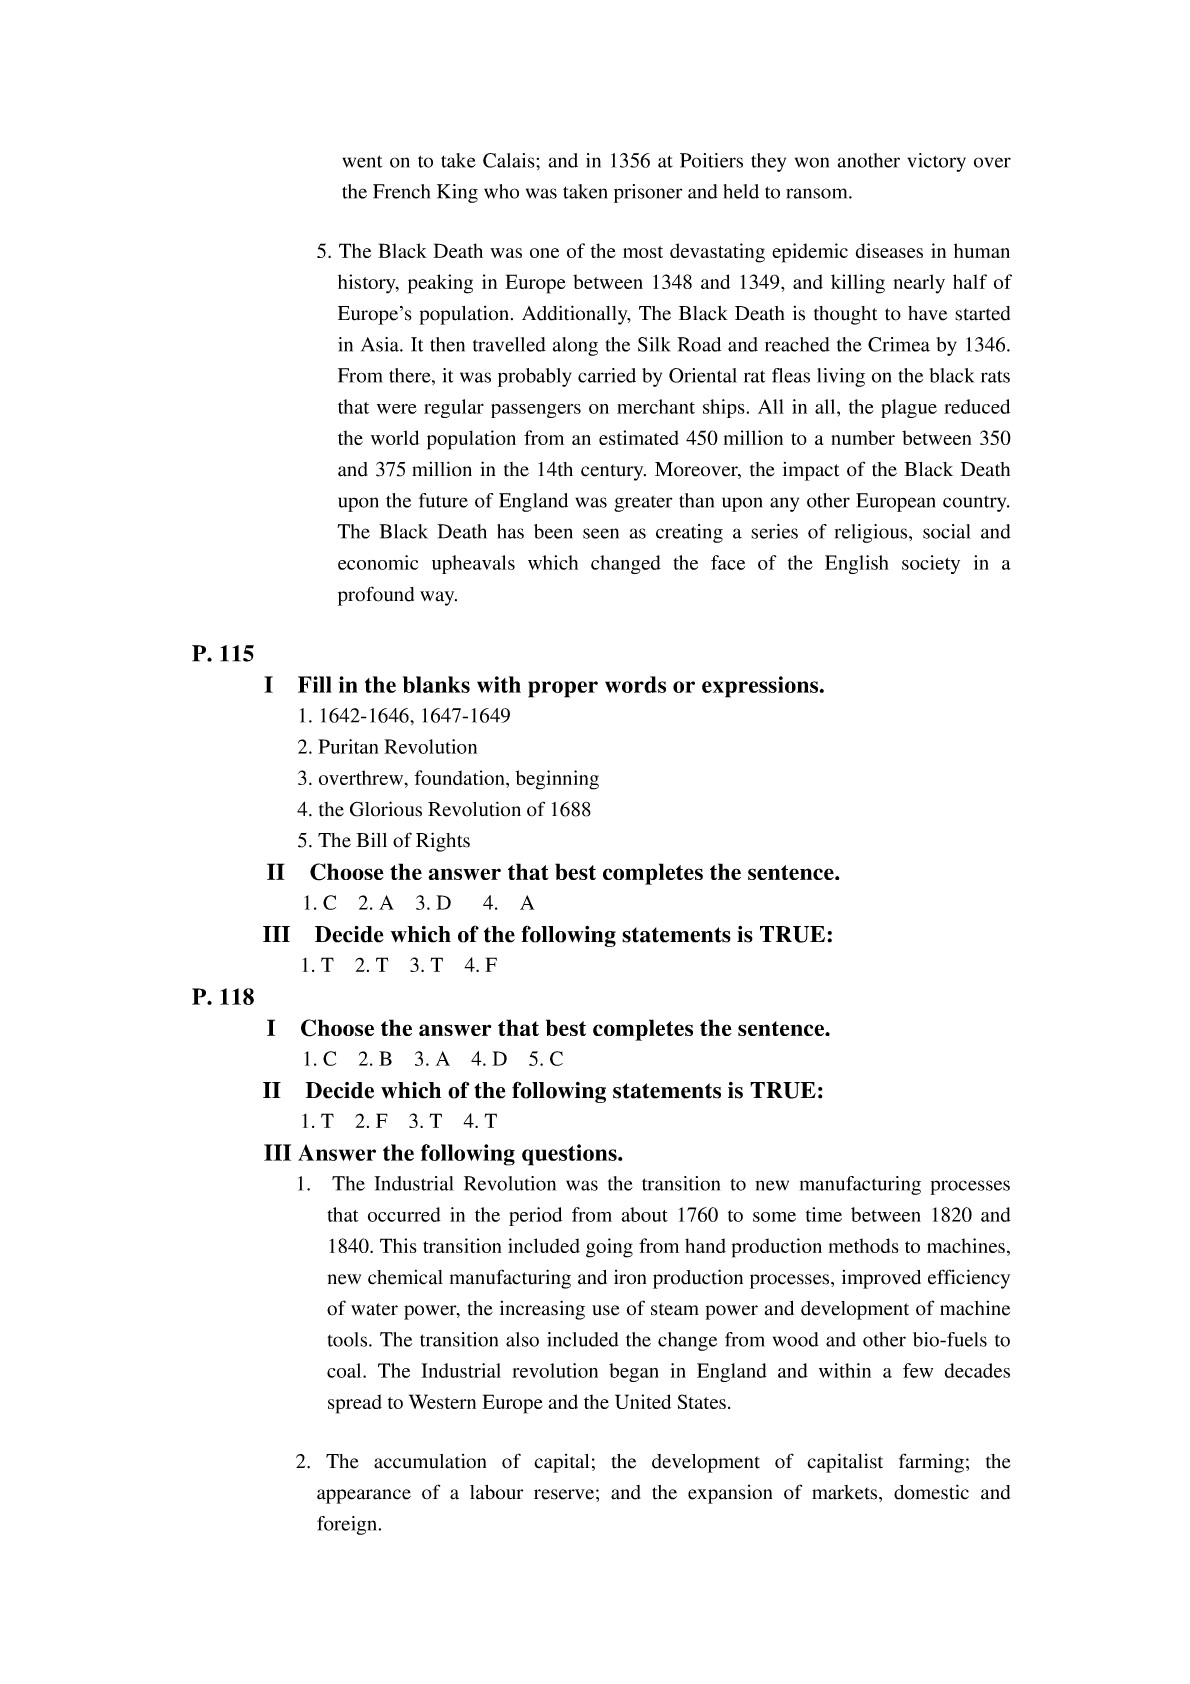 went on to take Calais; and in 1356 at Poitiers they won another victory over
the French King who was taken prisoner and held to ransom.
5. The Black Death was one of the most devastating epidemic diseases in human
history, peaking in Europe between 1348 and 1349, and killing nearly half of
Europe’s population. Additionally, The Black Death is thought to have started
in Asia. It then travelled along the Silk Road and reached the Crimea by 1346.
From there, it was probably carried by Oriental rat fleas living on the black rats
that were regular passengers on merchant ships. All in all, the plague reduced
the world population from an estimated 450 million to a number between 350
and 375 million in the 14th century. Moreover, the impact of the Black Death
upon the future of England was greater than upon any other European country.
The Black Death has been seen as creating a series of religious, social and
economic upheavals which changed the face of the English society in a
profound way.
P. 115
I Fill in the blanks with proper words or expressions.
1. 1642-1646, 1647-1649
2. Puritan Revolution
3. overthrew, foundation, beginning
4. the Glorious Revolution of 1688
5. The Bill of Rights
II Choose the answer that best completes the sentence.
1. C 2. A 3. D 4. A
III Decide which of the following statements is TRUE:
1. T 2. T 3. T 4. F
P. 118
I Choose the answer that best completes the sentence.
1. C 2. B 3. A 4. D 5. C
II Decide which of the following statements is TRUE:
1. T 2. F 3. T 4. T
III Answer the following questions.
1. The Industrial Revolution was the transition to new manufacturing processes
that occurred in the period from about 1760 to some time between 1820 and
1840. This transition included going from hand production methods to machines,
new chemical manufacturing and iron production processes, improved efficiency
of water power, the increasing use of steam power and development of machine
tools. The transition also included the change from wood and other bio-fuels to
coal. The Industrial revolution began in England and within a few decades
spread to Western Europe and the United States.
2. The accumulation of capital; the development of capitalist farming; the
appearance of a labour reserve; and the expansion of markets, domestic and
foreign.